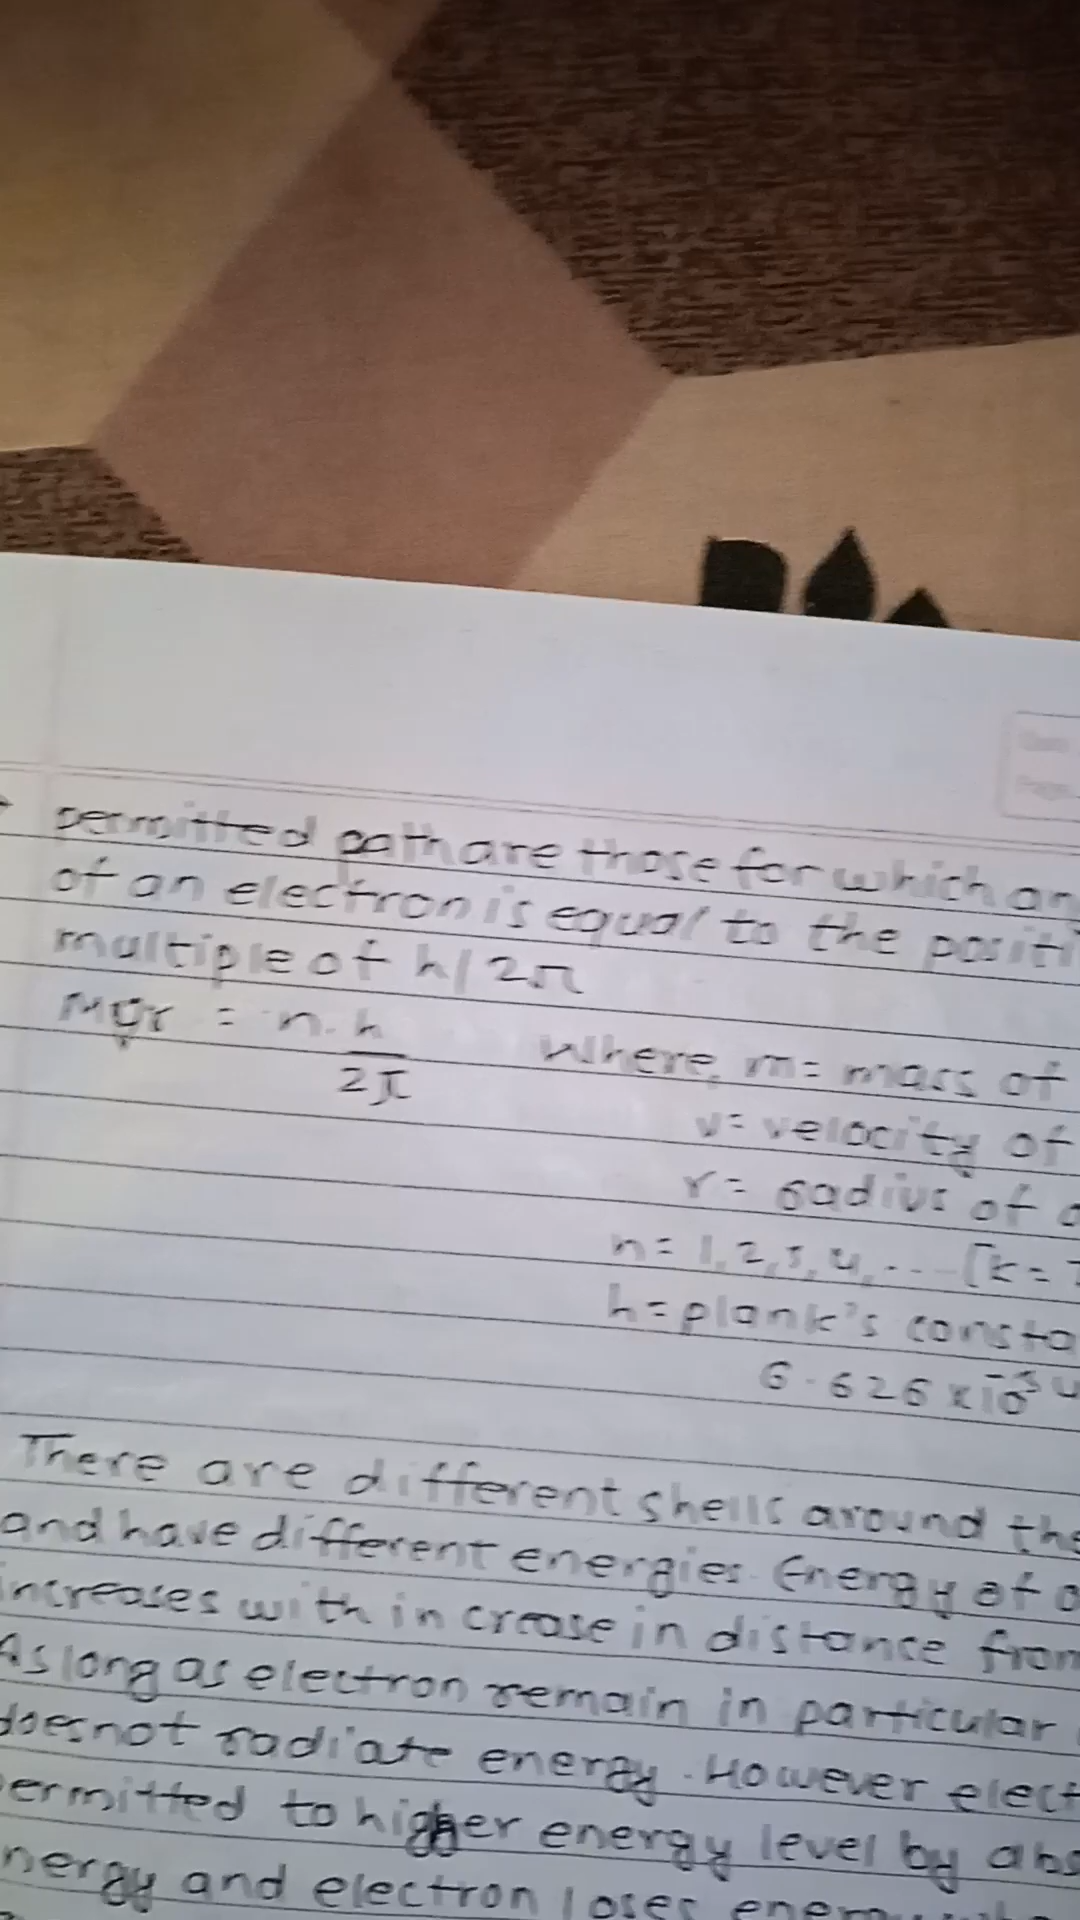 permitted path are those for which an
of an electron is equal to the positi
multiple of h/2π
mvr = n. h
2π
Where, m = mass of
v = velocity of
r = radius of
n = 1, 2, 3, 4, ... [k =
h = plank's consta
6.626 x 10^-34
There are different shells around the
and have different energies. Energy of
increases with increase in distance from
As long as electron remain in particular
doesnot radiate energy. However elect
ermitted to higher energy level by abs
nergy and electron loses